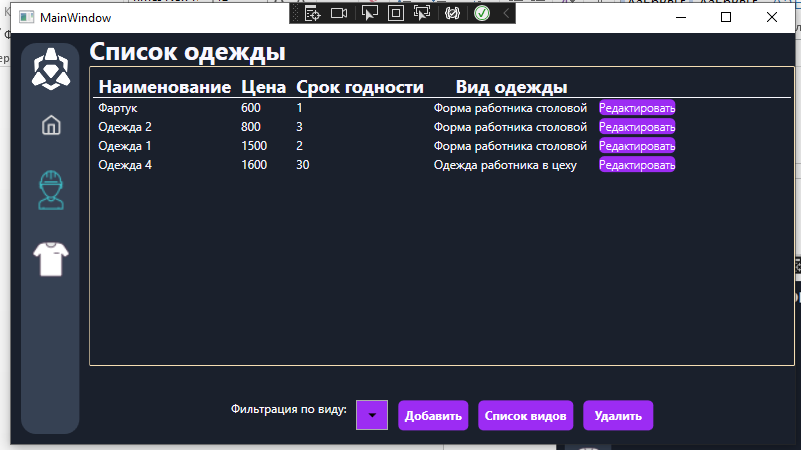 MainWindow
Список одежды
Наименование Цена Срок годности Вид одежды
Фартук 600 1 Форма работника столовой Редактировать
Одежда 2 800 3 Форма работника столовой Редактировать
Одежда 1 1500 2 Форма работника столовой Редактировать
Одежда 4 1600 30 Одежда работника в цеху Редактировать
Фильтрация по виду: Добавить Список видов Удалить